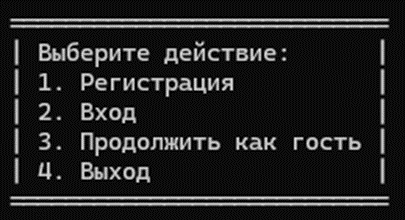 Выберите действие:
1. Регистрация
2. Вход
3. Продолжить как гость
4. Выход